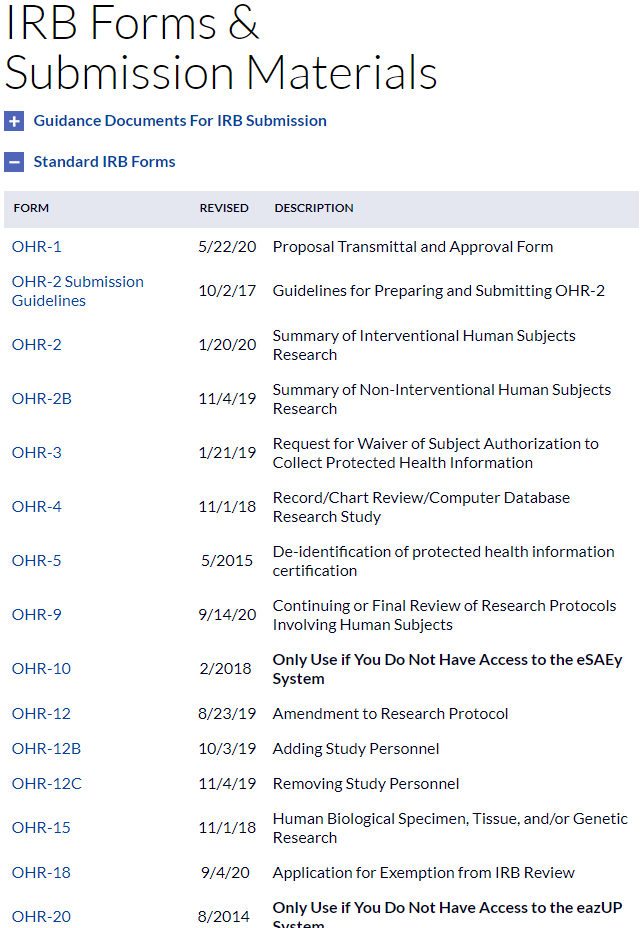 IRB Forms &
Submission Materials
Guidance Documents For IRB Submission
Standard IRB Forms
FORM REVISED DESCRIPTION
OHR-1 5/22/20 Proposal Transmittal and Approval Form
OHR-2 Submission
Guidelines
10/2/17 Guidelines for Preparing and Submitting OHR-2
OHR-2 1/20/20 Summary of Interventional Human Subjects
Research
OHR-2B 11/4/19 Summary of Non-Interventional Human Subjects
Research
OHR-3 1/21/19 Request for Waiver of Subject Authorization to
Collect Protected Health Information
OHR-4 11/1/18 Record/Chart Review/Computer Database
Research Study
OHR-5 5/2015 De-identification of protected health information
certification
OHR-9 9/14/20 Continuing or Final Review of Research Protocols
Involving Human Subjects
OHR-10 2/2018 Only Use if You Do Not Have Access to the eSAEy
System
OHR-12 8/23/19 Amendment to Research Protocol
OHR-12B 10/3/19 Adding Study Personnel
OHR-12C 11/4/19 Removing Study Personnel
OHR-15 11/1/18 Human Biological Specimen, Tissue, and/or Genetic
Research
OHR-18 9/4/20 Application for Exemption from IRB Review
OHR-20 8/2014 Only Use if You Do Not Have Access to the eazUP
System